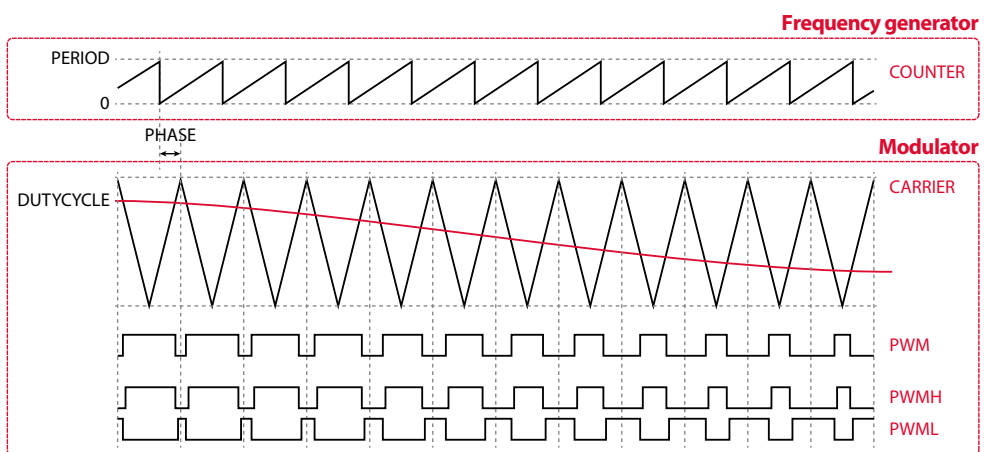 Frequency generator
PERIOD
COUNTER
0
PHASE
Modulator
CARRIER
DUTYCYCLE
PWM
PWMH
PWML